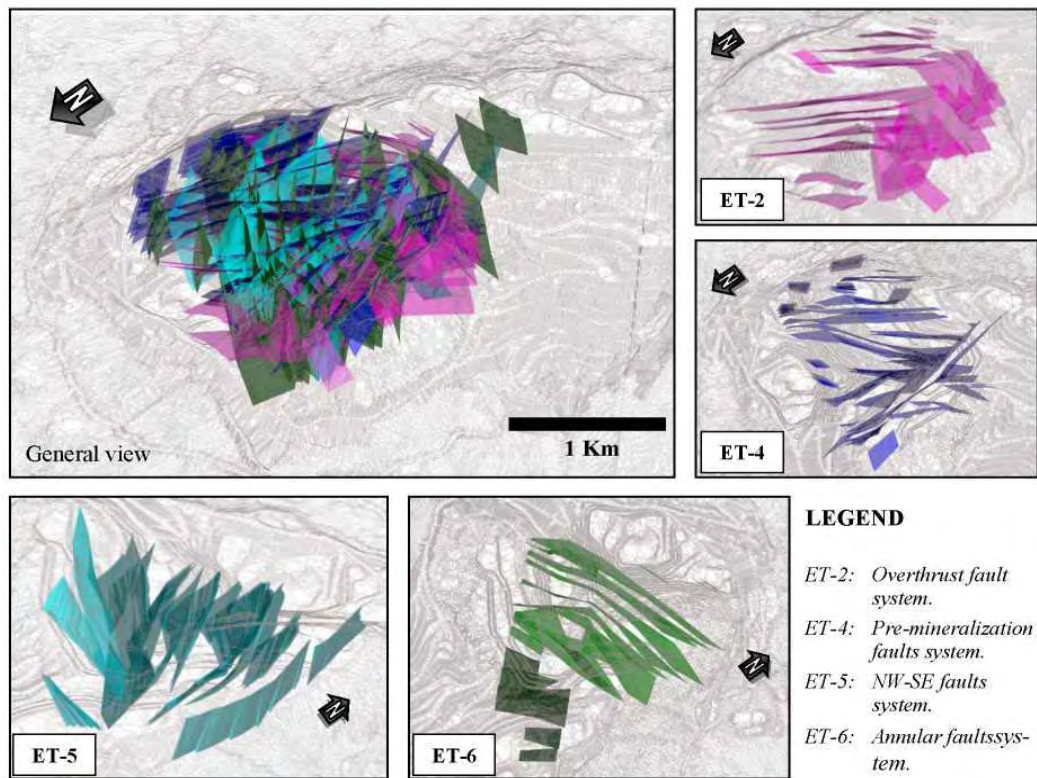 N
General view
1 Km
N
ET-2
N
ET-4
N
ET-5
N
ET-6
LEGEND
ET-2: Overthrust fault
system.
ET-4: Pre-mineralization
faults system.
ET-5: NW-SE faults
system.
ET-6: Annular faultssys-
tem.